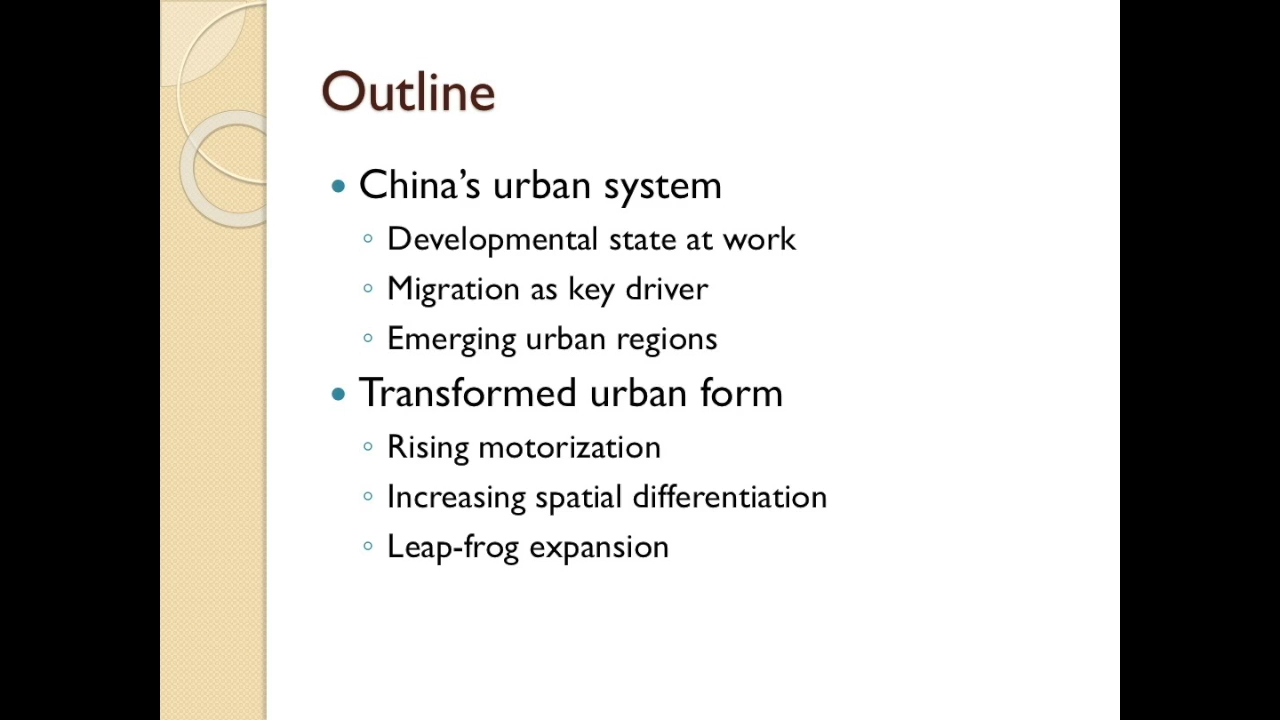 Outline
• China’s urban system
◦ Developmental state at work
◦ Migration as key driver
◦ Emerging urban regions
• Transformed urban form
◦ Rising motorization
◦ Increasing spatial differentiation
◦ Leap-frog expansion